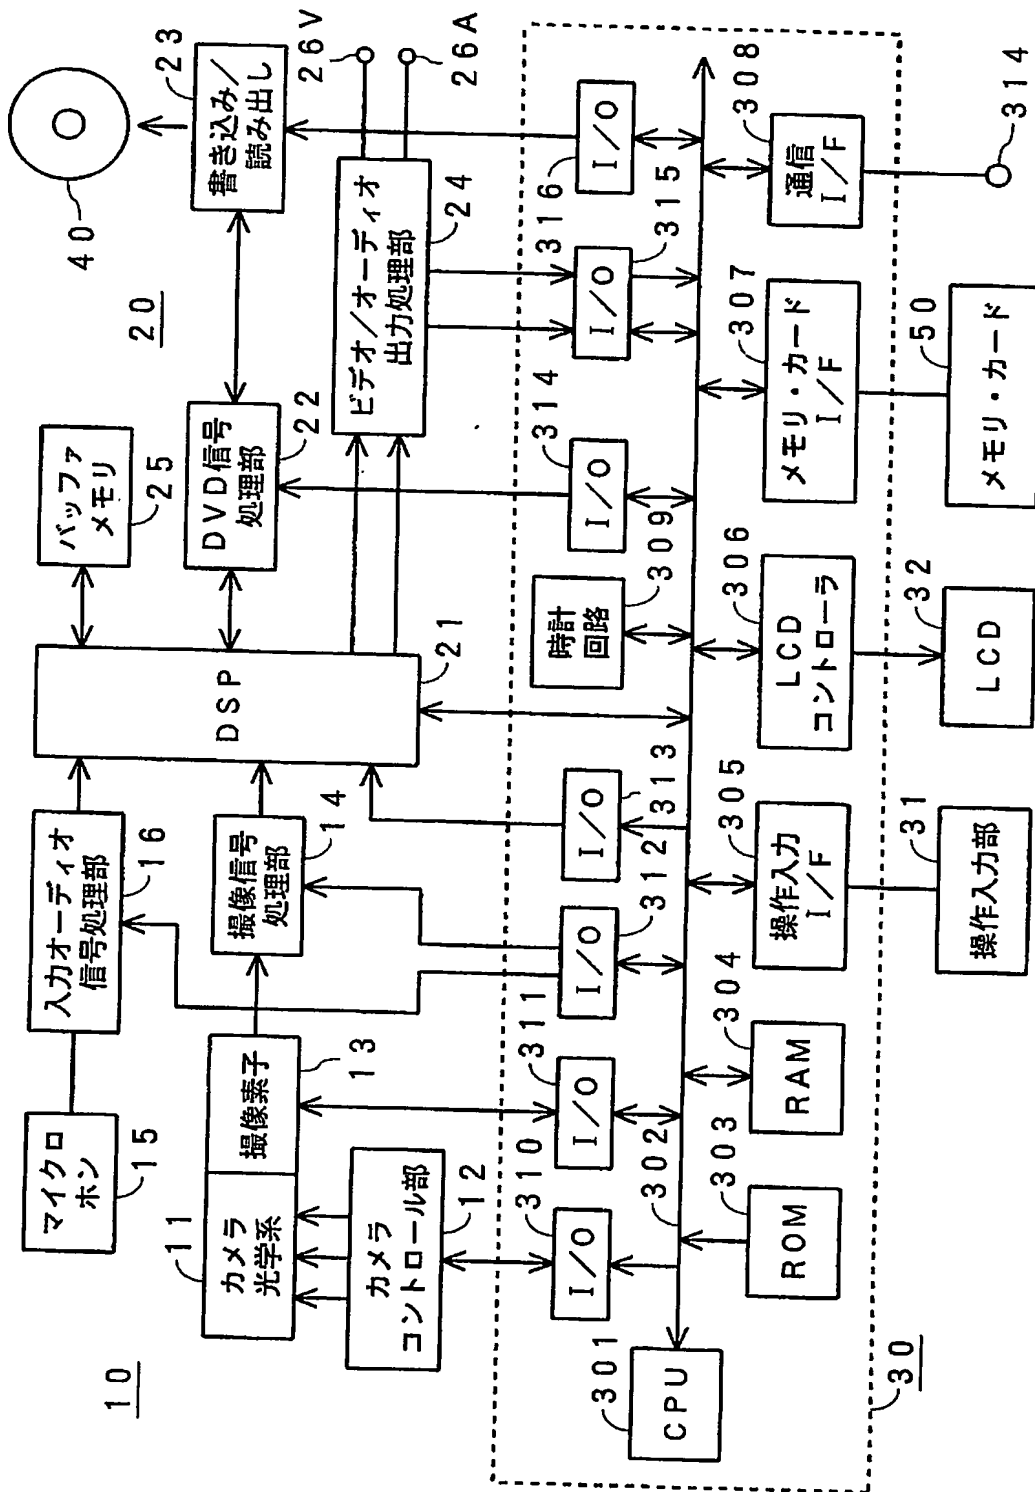 10
20
マイクロ
ホン
15
入力オーディオ
信号処理部
16
バッファ
メモリ
25
40
11
カメラ
光学系
撮像素子
13
撮像信号
処理部
14
DSP
21
DVD信号
処理部
22
書き込み/
読み出し
23
カメラ
コントロール部
12
ビデオ/オーディオ
出力処理部
24
26V
26A
310
I/O
311
I/O
312
I/O
313
I/O
時計
回路
309
314
I/O
I/O
315
316
I/O
301
CPU
302
303
ROM
304
RAM
305
操作入力
I/F
306
LCD
コントローラ
307
メモリ・カード
I/F
308
通信
I/F
30
31
操作入力部
32
LCD
50
メモリ・カード
314